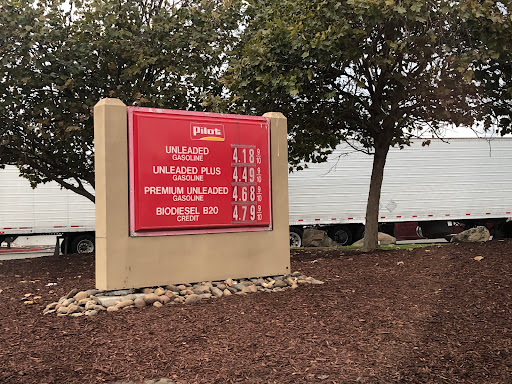 Pilot
UNLEADED
GASOLINE
4.18 9/10
UNLEADED PLUS
GASOLINE
4.49 9/10
PREMIUM UNLEADED
GASOLINE
4.68 9/10
BIODIESEL B20
CREDIT
4.79 9/10